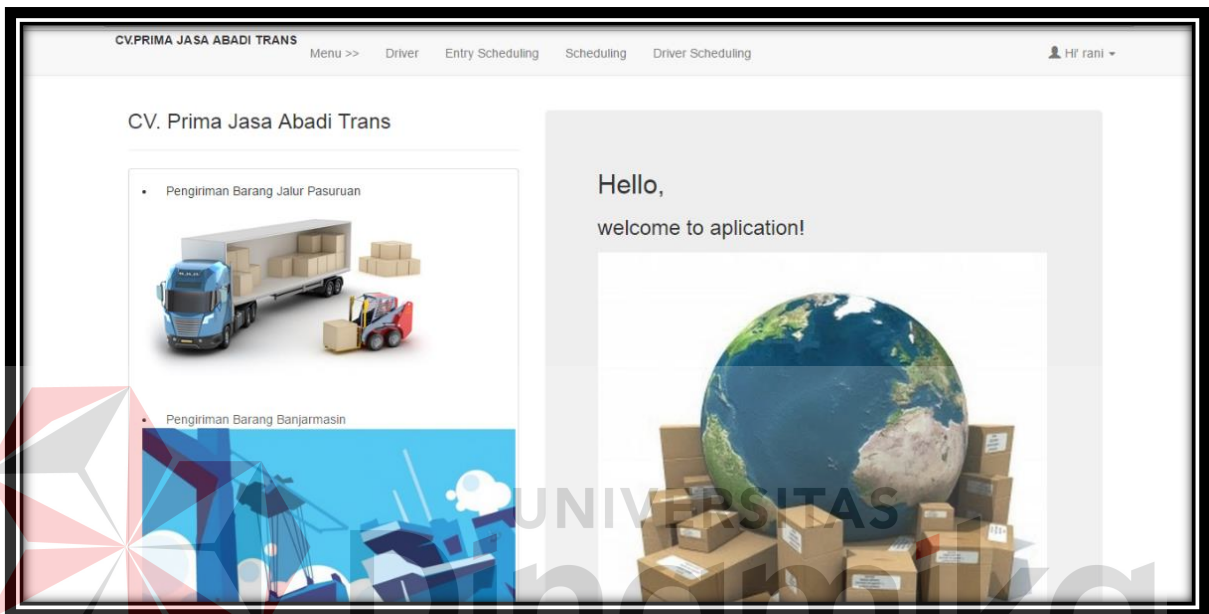 CV.PRIMA JASA ABADI TRANS
Menu >> Driver Entry Scheduling Scheduling Driver Scheduling Hi' rani
CV. Prima Jasa Abadi Trans
• Pengiriman Barang Jalur Pasuruan
• Pengiriman Barang Banjarmasin
Hello,
welcome to aplication!
UNIVERSITAS
Dinamika